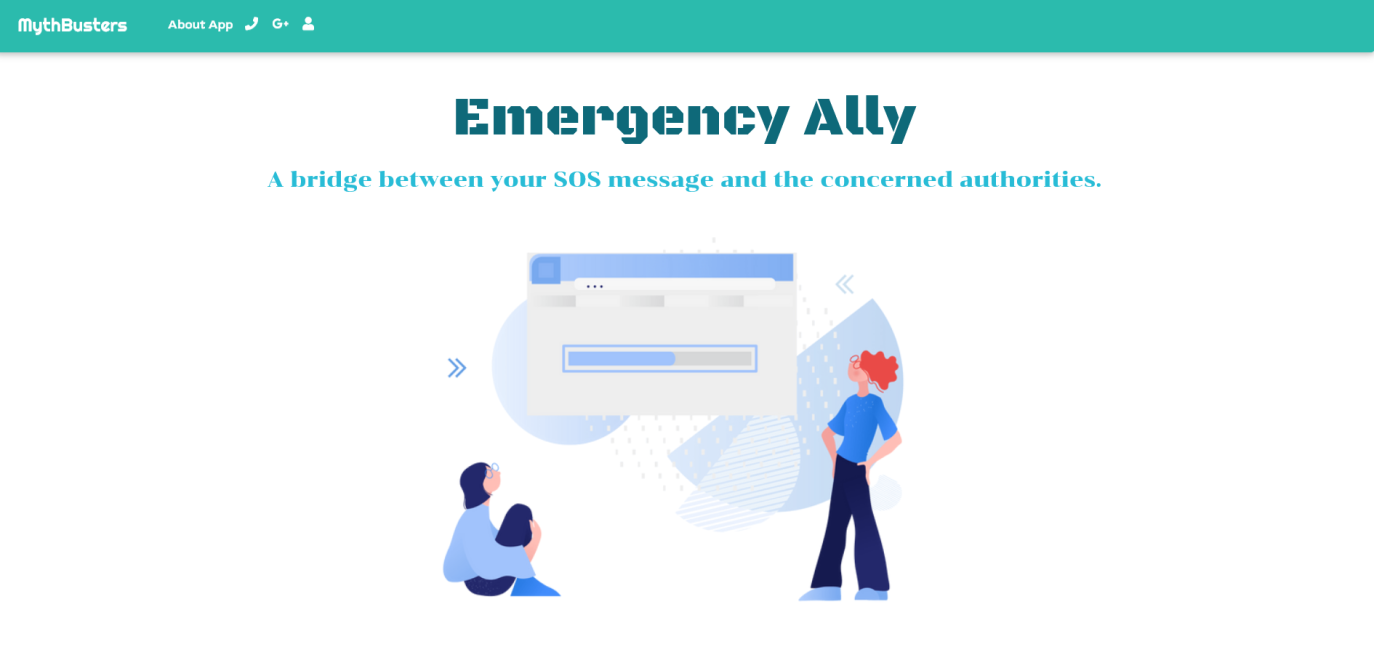 MythBusters
About App
G+
Emergency Ally
A bridge between your SOS message and the concerned authorities.